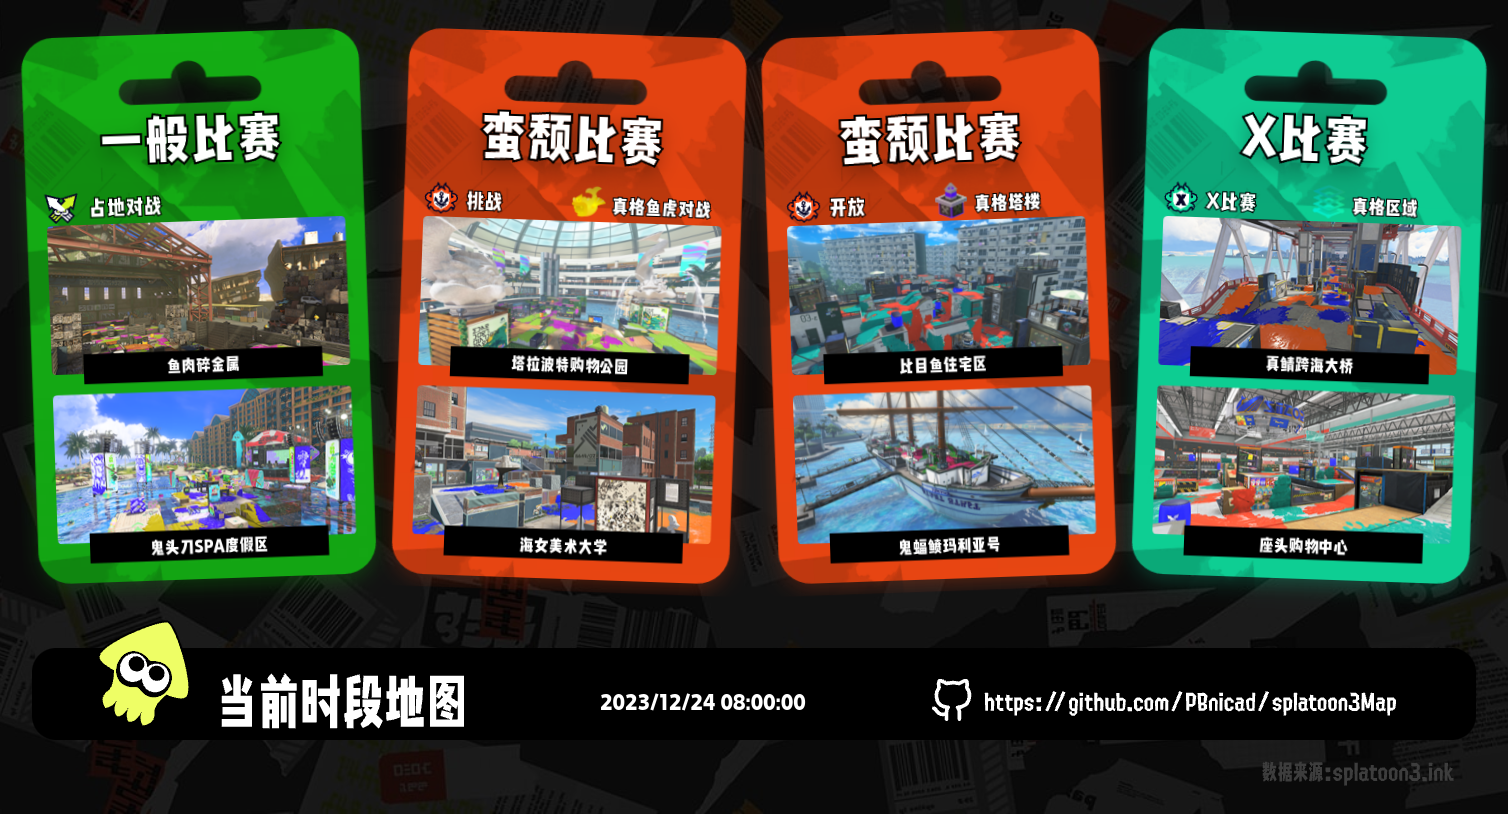 一般比赛
占地对战
鱼肉碎金属
鬼头刀SPA度假区
蛮颓比赛
挑战
真格鱼虎对战
塔拉波特购物公园
海女美术大学
蛮颓比赛
开放
真格塔楼
比目鱼住宅区
鬼蝠鲼玛利亚号
X比赛
X比赛
真格区域
真鲭跨海大桥
座头购物中心
当前时段地图
2023/12/24 08:00:00
https://github.com/PBnicad/splatoon3Map
数据来源:splatoon3.ink